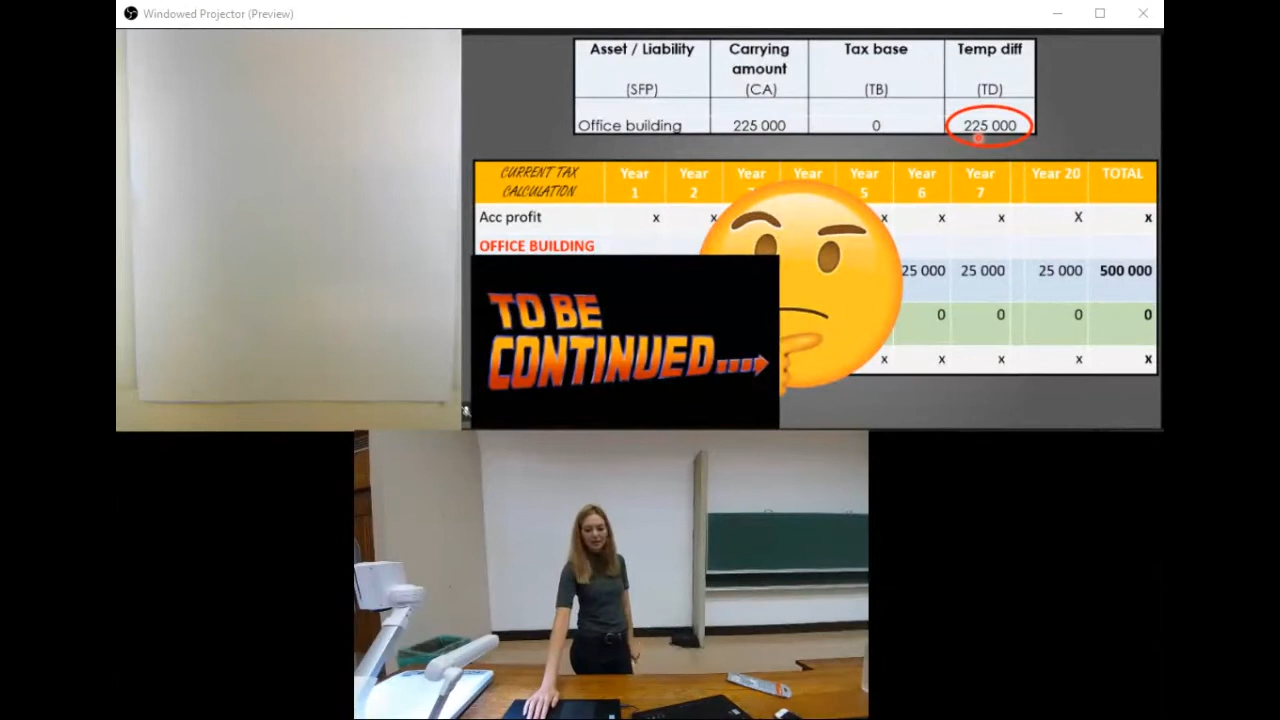 Windowed Projector (Preview)
Asset / Liability Carrying amount Tax base Temp diff
(SFP) (CA) (TB) (TD)
Office building 225 000 0 225 000
CURRENT TAX CALCULATION Year 1 Year 2 Year Year 5 Year 6 Year 7 Year 20 TOTAL
Acc profit x x x x x X x
OFFICE BUILDING
25 000 25 000 25 000 500 000
0 0 0 0
x x x x x
TO BE
CONTINUED....